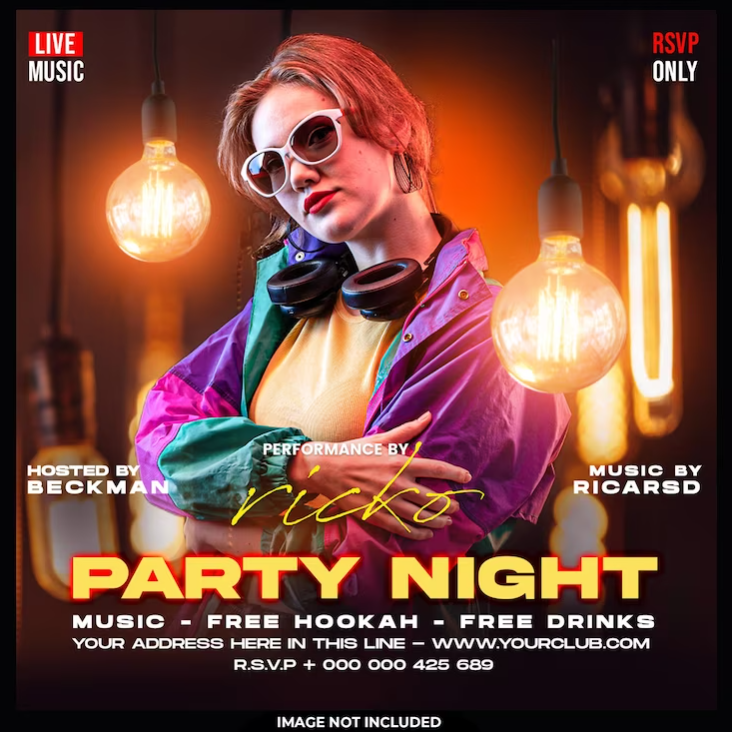 LIVE
MUSIC
RSVP
ONLY
PERFORMANCE BY
ricko
HOSTED BY
BECKMAN
MUSIC BY
RICARSD
PARTY NIGHT
MUSIC - FREE HOOKAH - FREE DRINKS
YOUR ADDRESS HERE IN THIS LINE – WWW.YOURCLUB.COM
R.S.V.P + 000 000 425 689
IMAGE NOT INCLUDED